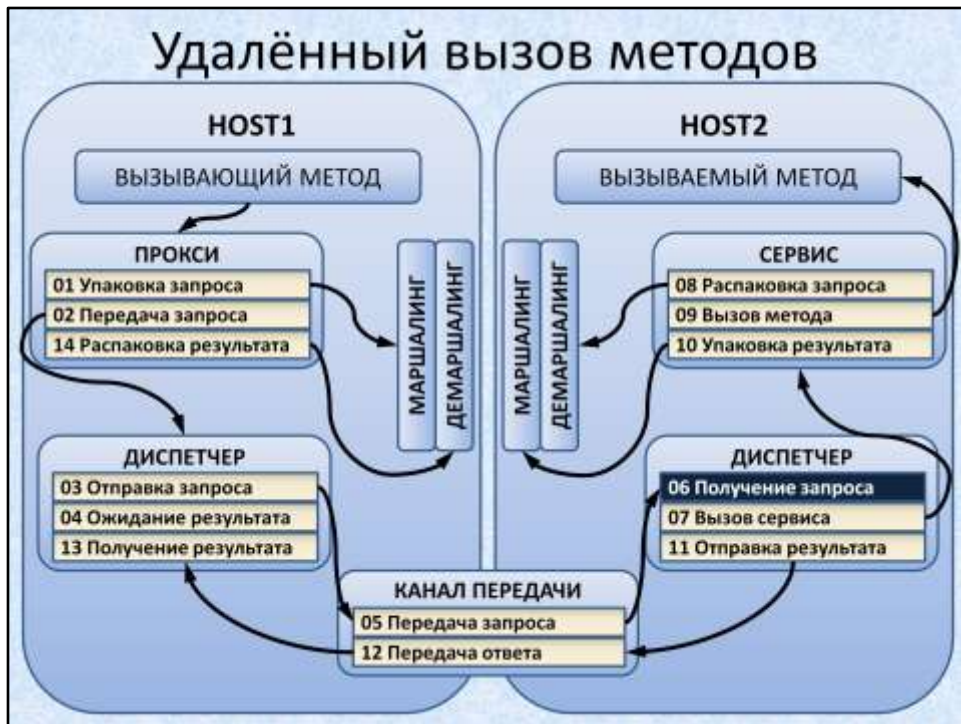 Удалённый вызов методов
HOST1
ВЫЗЫВАЮЩИЙ МЕТОД
ПРОКСИ
01 Упаковка запроса
02 Передача запроса
14 Распаковка результата
МАРШАЛИНГ
ДЕМАРШАЛИНГ
ДИСПЕТЧЕР
03 Отправка запроса
04 Ожидание результата
13 Получение результата
КАНАЛ ПЕРЕДАЧИ
05 Передача запроса
12 Передача ответа
HOST2
ВЫЗЫВАЕМЫЙ МЕТОД
МАРШАЛИНГ
ДЕМАРШАЛИНГ
СЕРВИС
08 Распаковка запроса
09 Вызов метода
10 Упаковка результата
ДИСПЕТЧЕР
06 Получение запроса
07 Вызов сервиса
11 Отправка результата